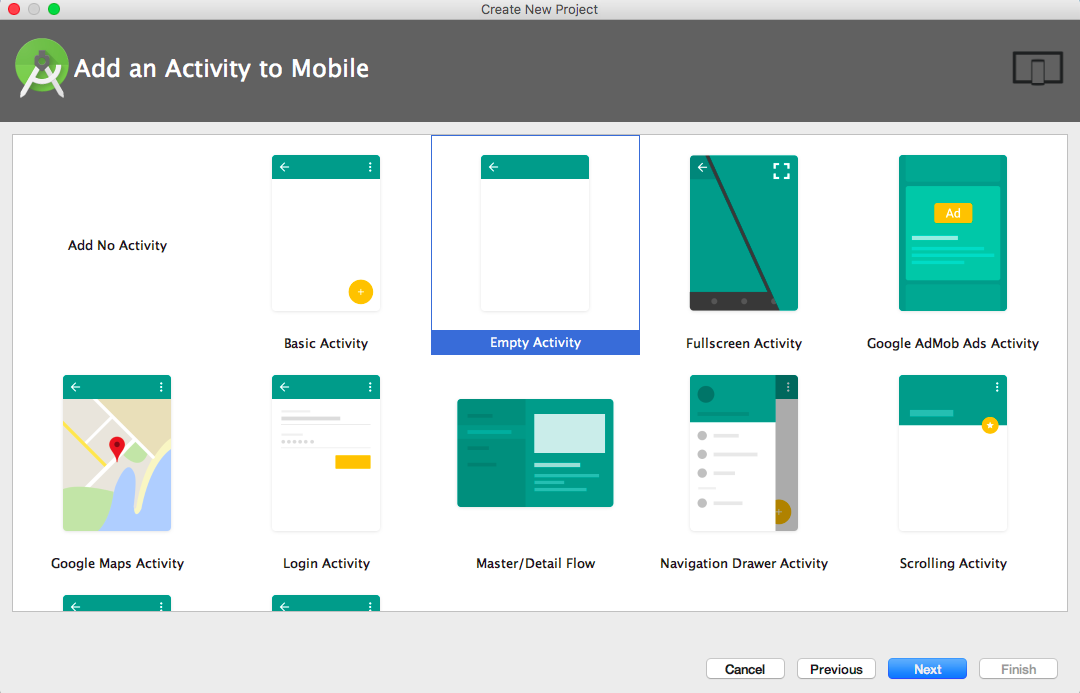 Create New Project
Add an Activity to Mobile
Add No Activity
Ad
Basic Activity
Empty Activity
Fullscreen Activity
Google AdMob Ads Activity
Google Maps Activity
Login Activity
Master/Detail Flow
Navigation Drawer Activity
Scrolling Activity
Cancel
Previous
Next
Finish